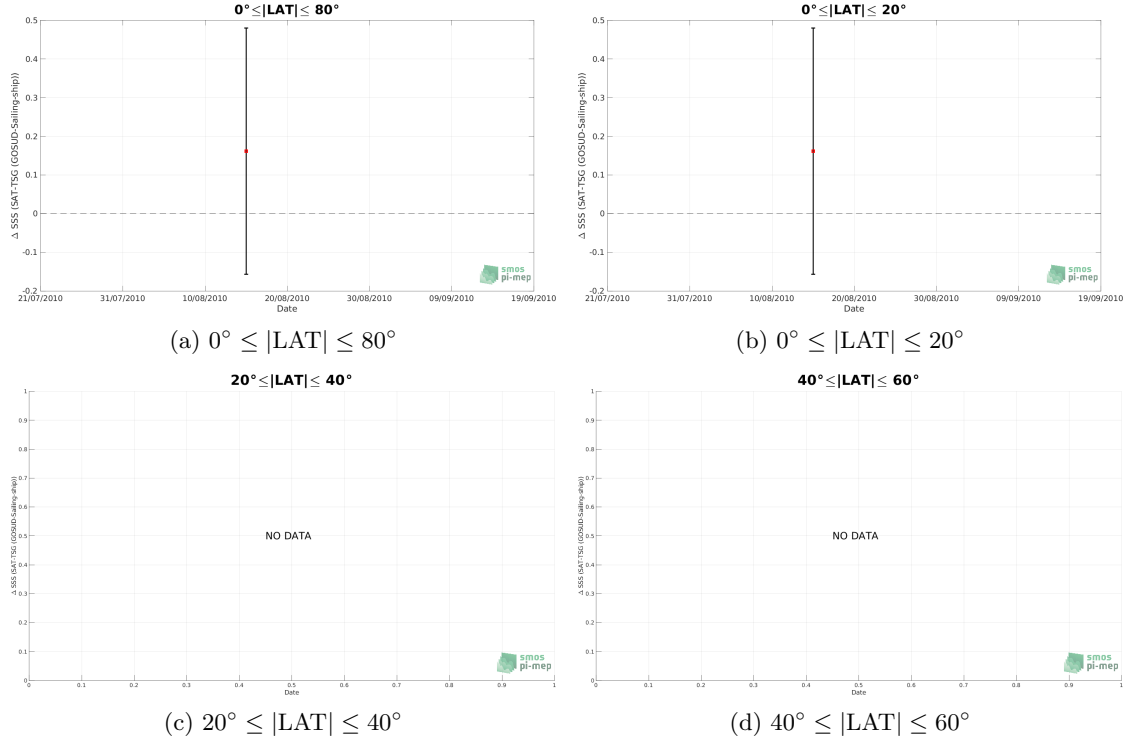 0°≤|LAT|≤ 80°
Δ SSS (SAT-TSG (GOSUD-Sailing-ship))
0.5
0.4
0.3
0.2
0.1
0
-0.1
-0.2
21/07/2010 31/07/2010 10/08/2010 20/08/2010 30/08/2010 09/09/2010 19/09/2010
Date
smos
pi-mep
(a) 0° ≤ |LAT| ≤ 80°
0°≤|LAT|≤ 20°
Δ SSS (SAT-TSG (GOSUD-Sailing-ship))
0.5
0.4
0.3
0.2
0.1
0
-0.1
-0.2
21/07/2010 31/07/2010 10/08/2010 20/08/2010 30/08/2010 09/09/2010 19/09/2010
Date
smos
pi-mep
(b) 0° ≤ |LAT| ≤ 20°
20°≤|LAT|≤ 40°
Δ SSS (SAT-TSG (GOSUD-Sailing-ship))
1
0.9
0.8
0.7
0.6
0.5
0.4
0.3
0.2
0.1
0
NO DATA
0 0.1 0.2 0.3 0.4 0.5 0.6 0.7 0.8 0.9 1
Date
smos
pi-mep
(c) 20° ≤ |LAT| ≤ 40°
40°≤|LAT|≤ 60°
Δ SSS (SAT-TSG (GOSUD-Sailing-ship))
1
0.9
0.8
0.7
0.6
0.5
0.4
0.3
0.2
0.1
0
NO DATA
0 0.1 0.2 0.3 0.4 0.5 0.6 0.7 0.8 0.9 1
Date
smos
pi-mep
(d) 40° ≤ |LAT| ≤ 60°